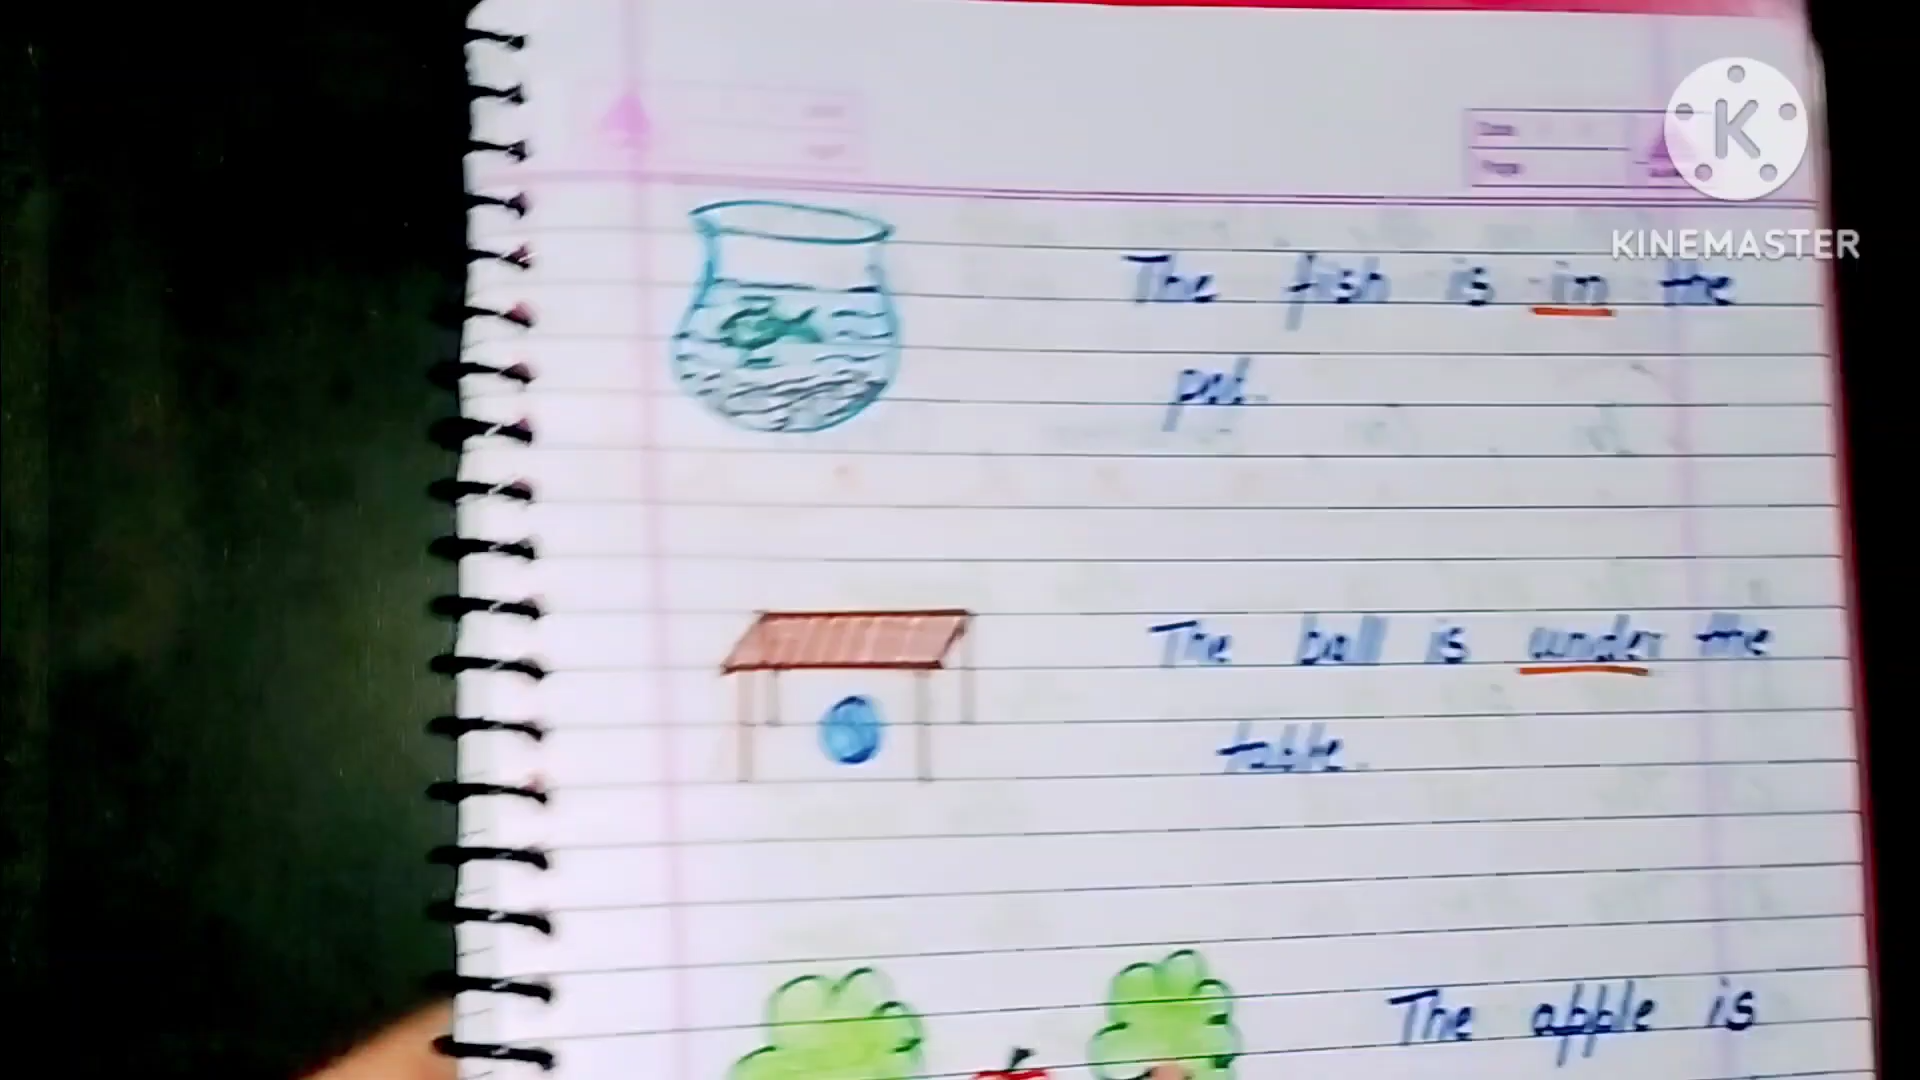 KINEMASTER
The fish is in the
pot.
The ball is under the
table.
The apple is